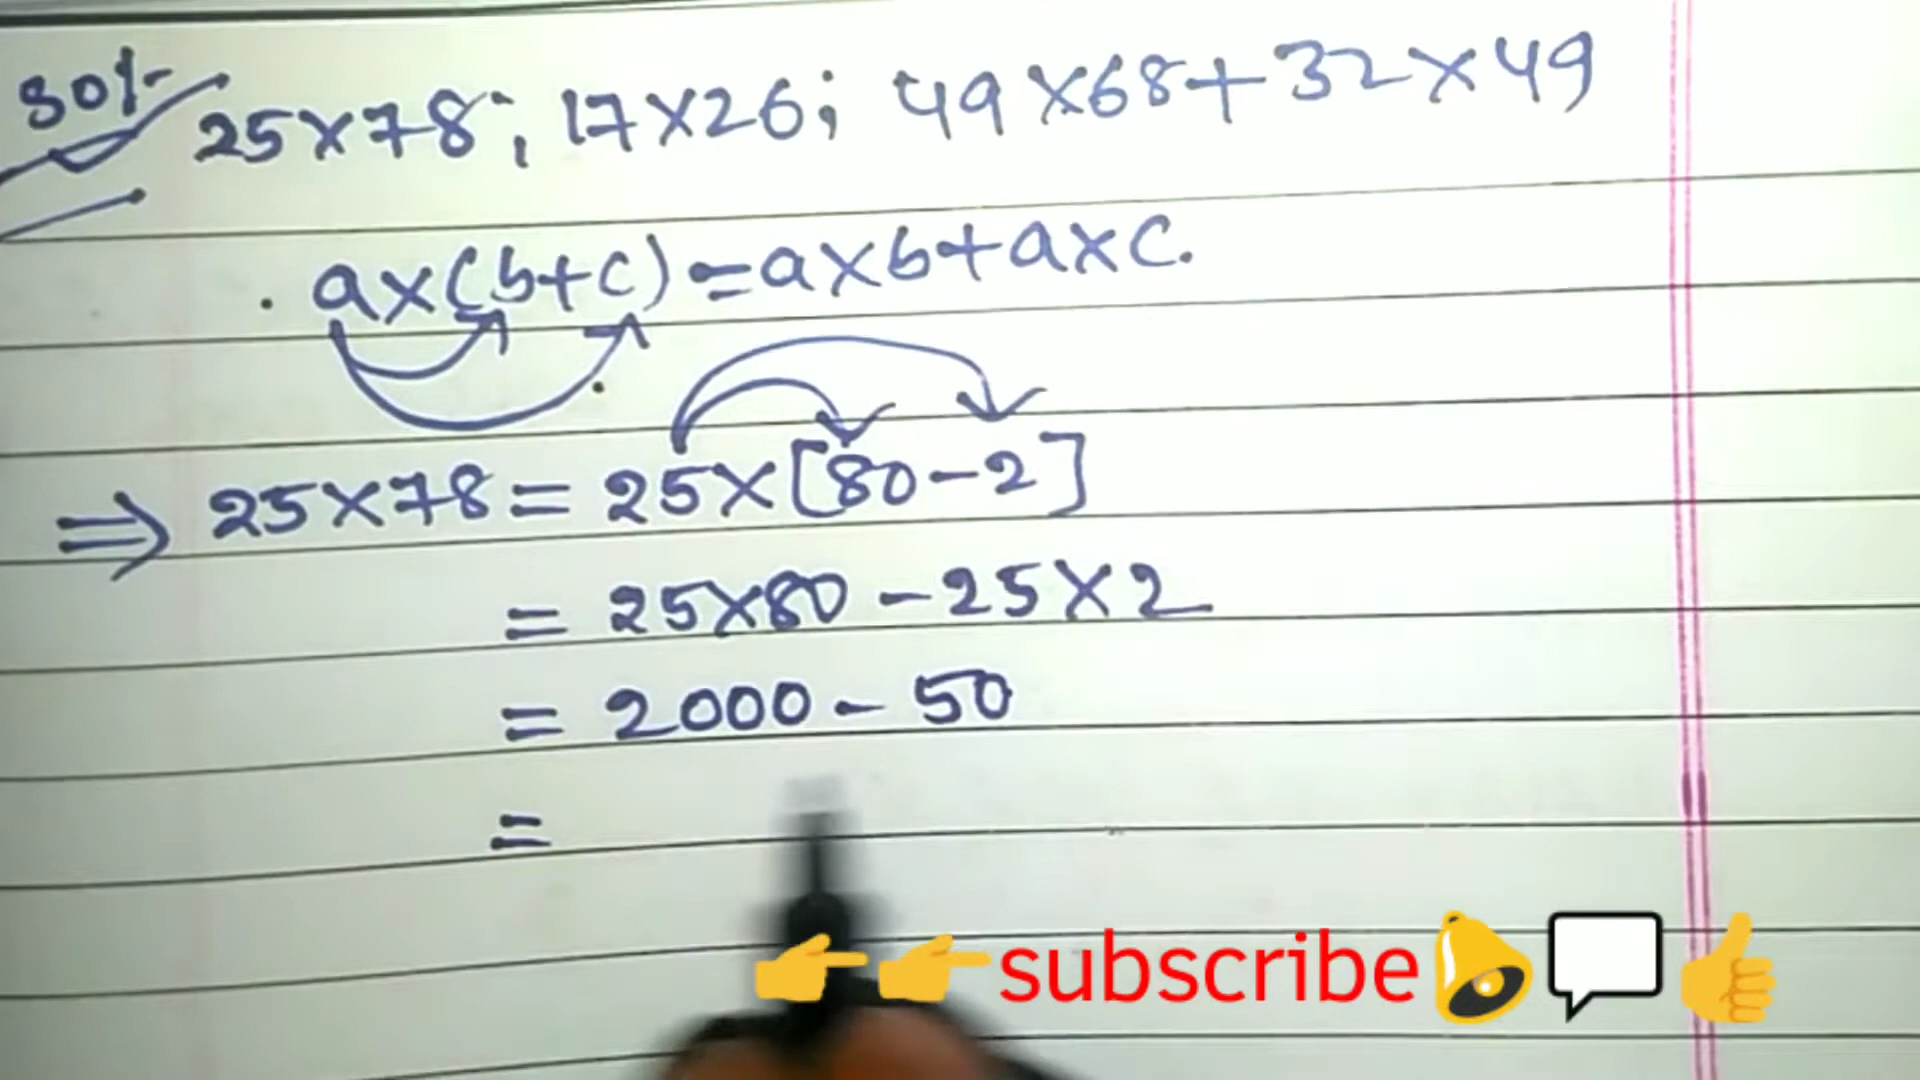 Sol-
25×78; 17×26; 49×68+32×49
a×(b+c)=a×b+a×c.
⇒ 25×78 = 25×[80-2]
= 25×80 - 25×2
= 2000 - 50
=
👉👉subscribe🔔💬👍